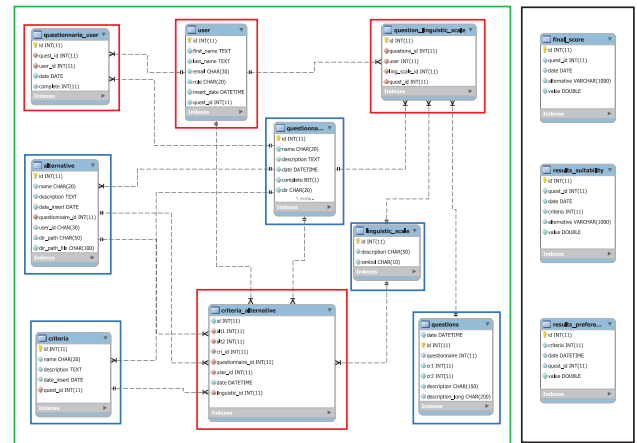 questionnarie_user
id INT(11)
quest_id INT(11)
user_id INT(11)
date DATE
complete INT(11)
Indexes
user
id INT(11)
first_name TEXT
last_name TEXT
email CHAR(30)
role CHAR(20)
insert_date DATETIME
quest_id INT(11)
Indexes
question_linguistic_scale
id INT(11)
questions_id INT(11)
user INT(11)
ling_scale_id INT(11)
quest_id INT(11)
Indexes
final_score
id INT(11)
quest_id INT(11)
date DATE
alternative VARCHAR(1000)
value DOUBLE
Indexes
questionna...
id INT(11)
name CHAR(20)
description TEXT
date DATETIME
complete BIT(1)
dir CHAR(20)
Indexes
alternative
id INT(11)
name CHAR(20)
description TEXT
date_insert DATE
questionnaire_id INT(11)
user_id CHAR(30)
dir_path CHAR(50)
dir_path_file CHAR(100)
Indexes
results_suitability
id INT(11)
quest_id INT(11)
date DATE
criteria INT(11)
alternative VARCHAR(1000)
value DOUBLE
Indexes
linguistic_scale
id INT(11)
description CHAR(50)
simbol CHAR(10)
Indexes
criteria_alternative
id INT(11)
alt1 INT(11)
alt2 INT(11)
cri_id INT(11)
questionnaire_id INT(11)
user_id INT(11)
date DATETIME
linguistic_id INT(11)
Indexes
criteria
id INT(11)
name CHAR(20)
description TEXT
date_insert DATE
quest_id INT(11)
Indexes
questions
date DATETIME
id INT(11)
questionnaire INT(11)
cr1 INT(11)
cr2 INT(11)
description CHAR(150)
description_long CHAR(200)
Indexes
results_prefere...
id INT(11)
criteria INT(11)
date DATETIME
quest_id INT(11)
value DOUBLE
Indexes